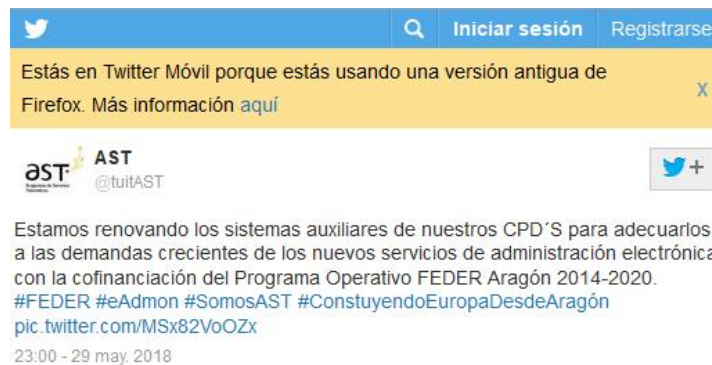 Iniciar sesión Registrarse
Estás en Twitter Móvil porque estás usando una versión antigua de
Firefox. Más información aquí
X
AST
@tuitAST
+
Estamos renovando los sistemas auxiliares de nuestros CPD´S para adecuarlos
a las demandas crecientes de los nuevos servicios de administración electrónica
con la cofinanciación del Programa Operativo FEDER Aragón 2014-2020.
#FEDER #eAdmon #SomosAST #ConstuyendoEuropaDesdeAragón
pic.twitter.com/MSx82VoOZx
23:00 - 29 may. 2018